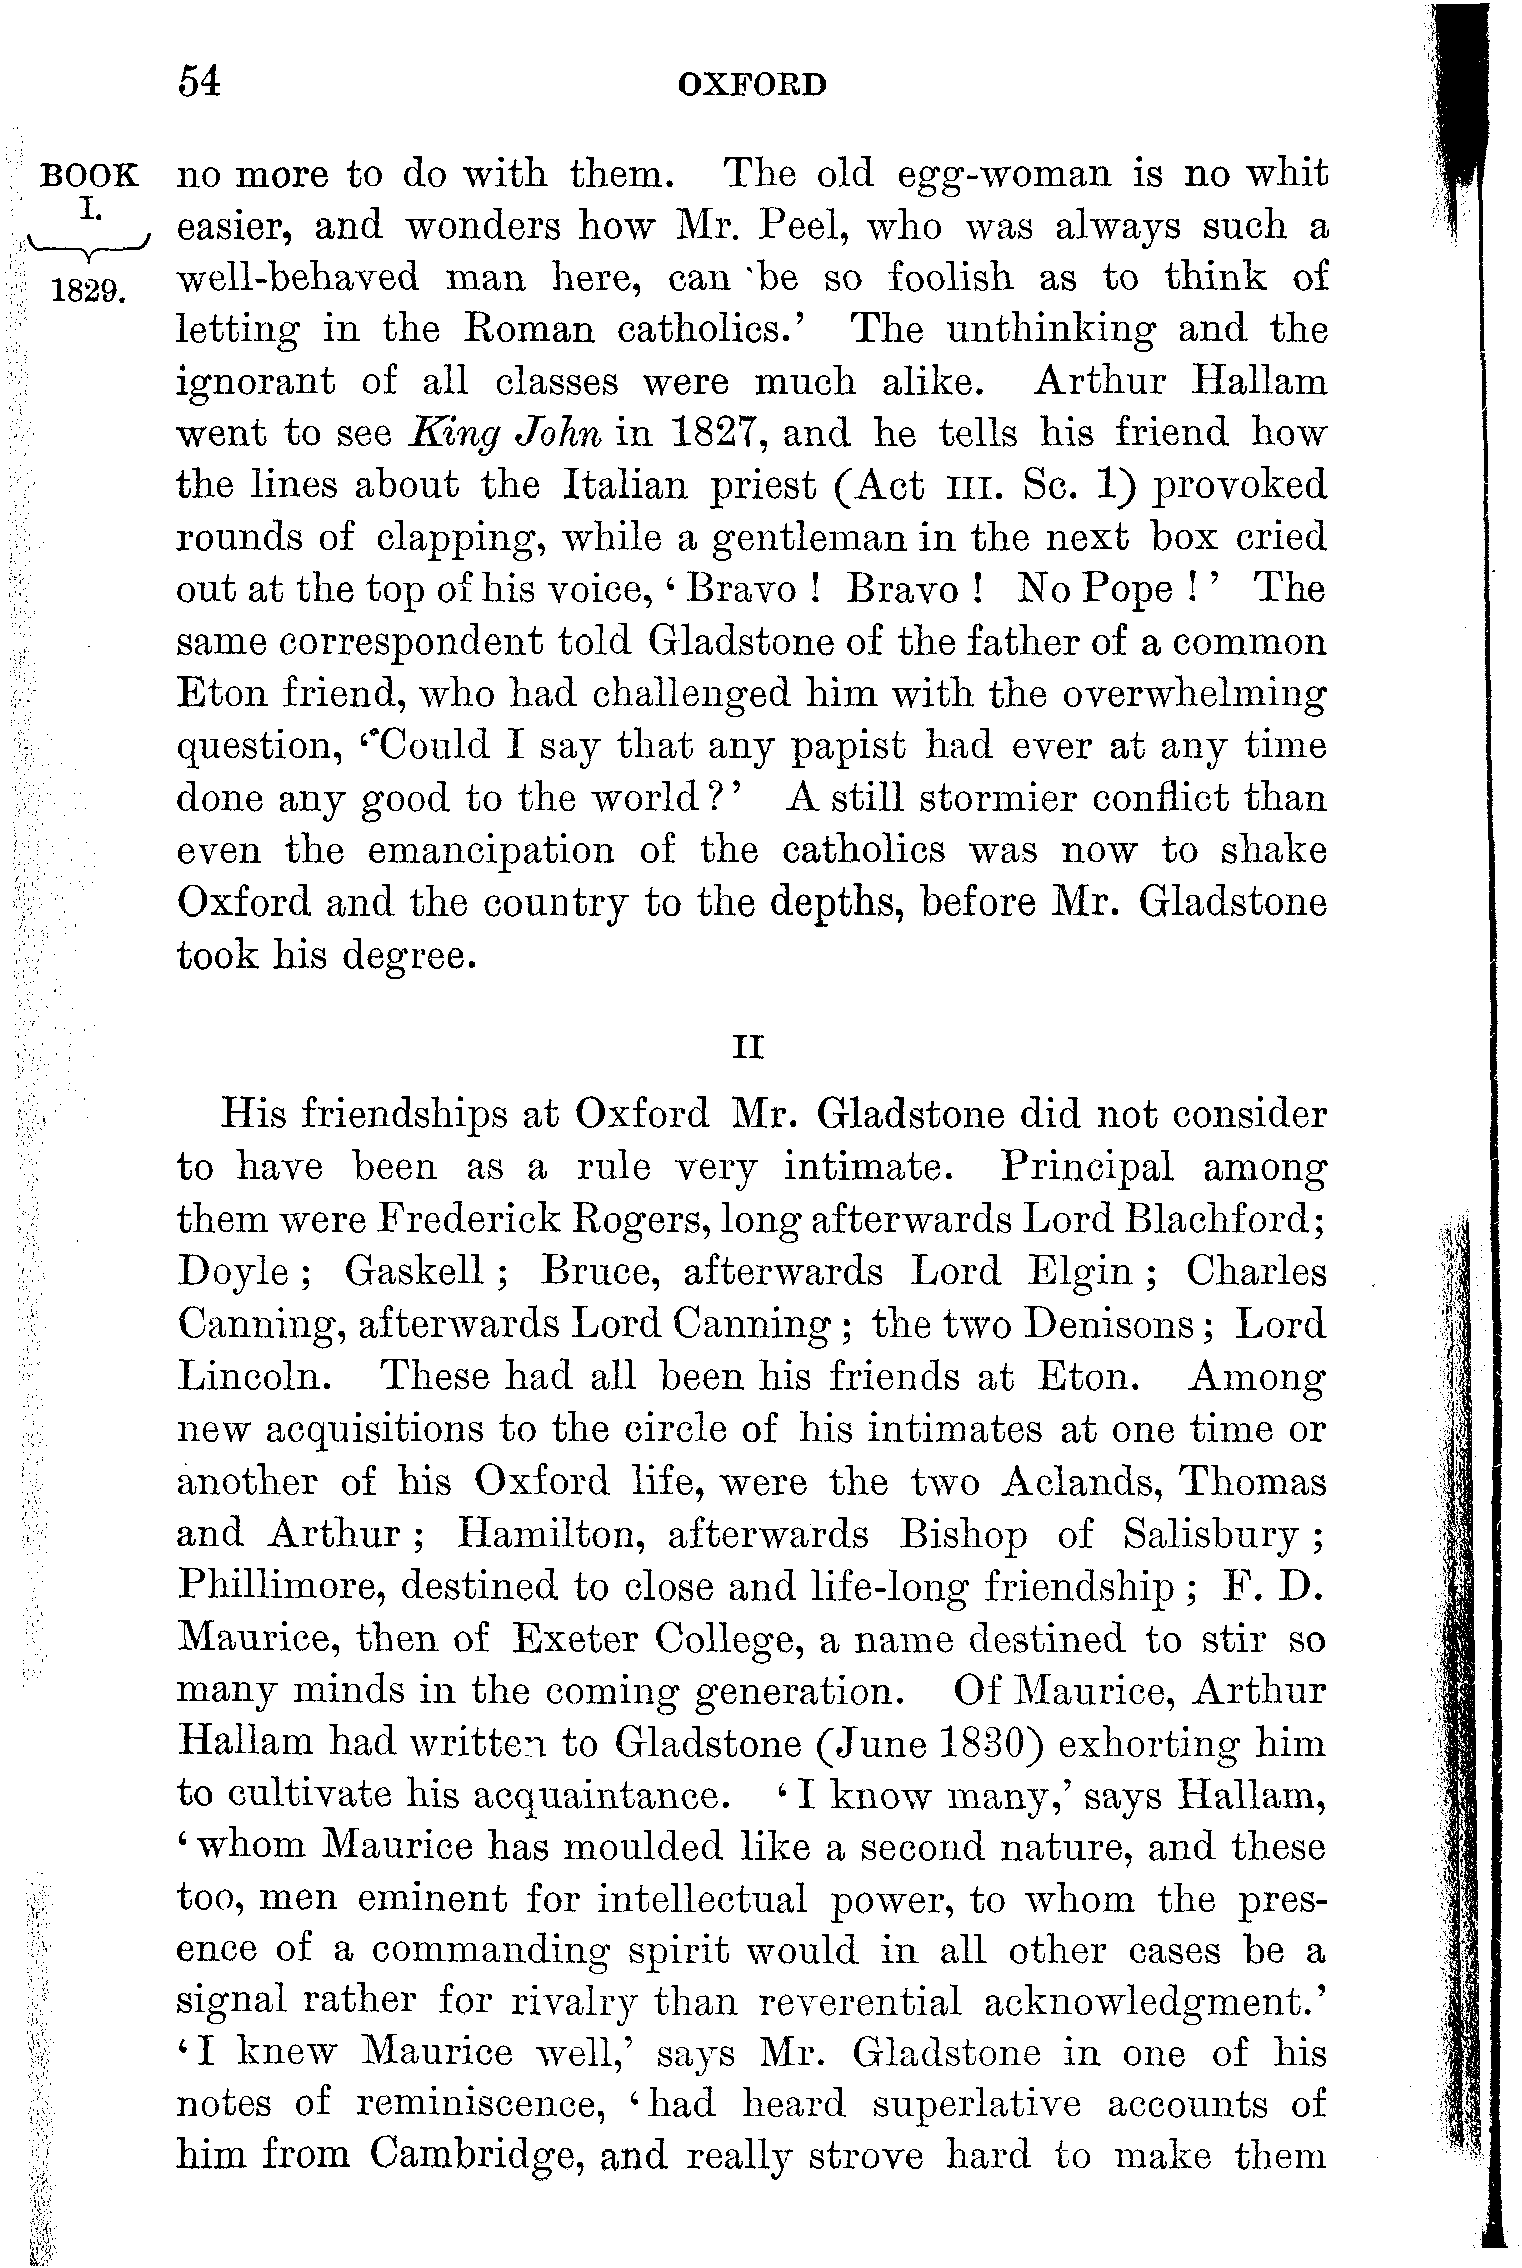 54 OXFORD
BOOK I. 1829.
no more to do with them. The old egg-woman is no whit
easier, and wonders how Mr. Peel, who was always such a
well-behaved man here, can be so foolish as to think of
letting in the Roman catholics.' The unthinking and the
ignorant of all classes were much alike. Arthur Hallam
went to see King John in 1827, and he tells his friend how
the lines about the Italian priest (Act III. Sc. 1) provoked
rounds of clapping, while a gentleman in the next box cried
out at the top of his voice, ' Bravo ! Bravo ! No Pope ! ' The
same correspondent told Gladstone of the father of a common
Eton friend, who had challenged him with the overwhelming
question, 'Could I say that any papist had ever at any time
done any good to the world?' A still stormier conflict than
even the emancipation of the catholics was now to shake
Oxford and the country to the depths, before Mr. Gladstone
took his degree.
II
His friendships at Oxford Mr. Gladstone did not consider
to have been as a rule very intimate. Principal among
them were Frederick Rogers, long afterwards Lord Blachford;
Doyle ; Gaskell ; Bruce, afterwards Lord Elgin ; Charles
Canning, afterwards Lord Canning ; the two Denisons ; Lord
Lincoln. These had all been his friends at Eton. Among
new acquisitions to the circle of his intimates at one time or
another of his Oxford life, were the two Aclands, Thomas
and Arthur ; Hamilton, afterwards Bishop of Salisbury ;
Phillimore, destined to close and life-long friendship ; F. D.
Maurice, then of Exeter College, a name destined to stir so
many minds in the coming generation. Of Maurice, Arthur
Hallam had written to Gladstone (June 1830) exhorting him
to cultivate his acquaintance. ' I know many,' says Hallam,
' whom Maurice has moulded like a second nature, and these
too, men eminent for intellectual power, to whom the pres-
ence of a commanding spirit would in all other cases be a
signal rather for rivalry than reverential acknowledgment.'
' I knew Maurice well,' says Mr. Gladstone in one of his
notes of reminiscence, ' had heard superlative accounts of
him from Cambridge, and really strove hard to make them